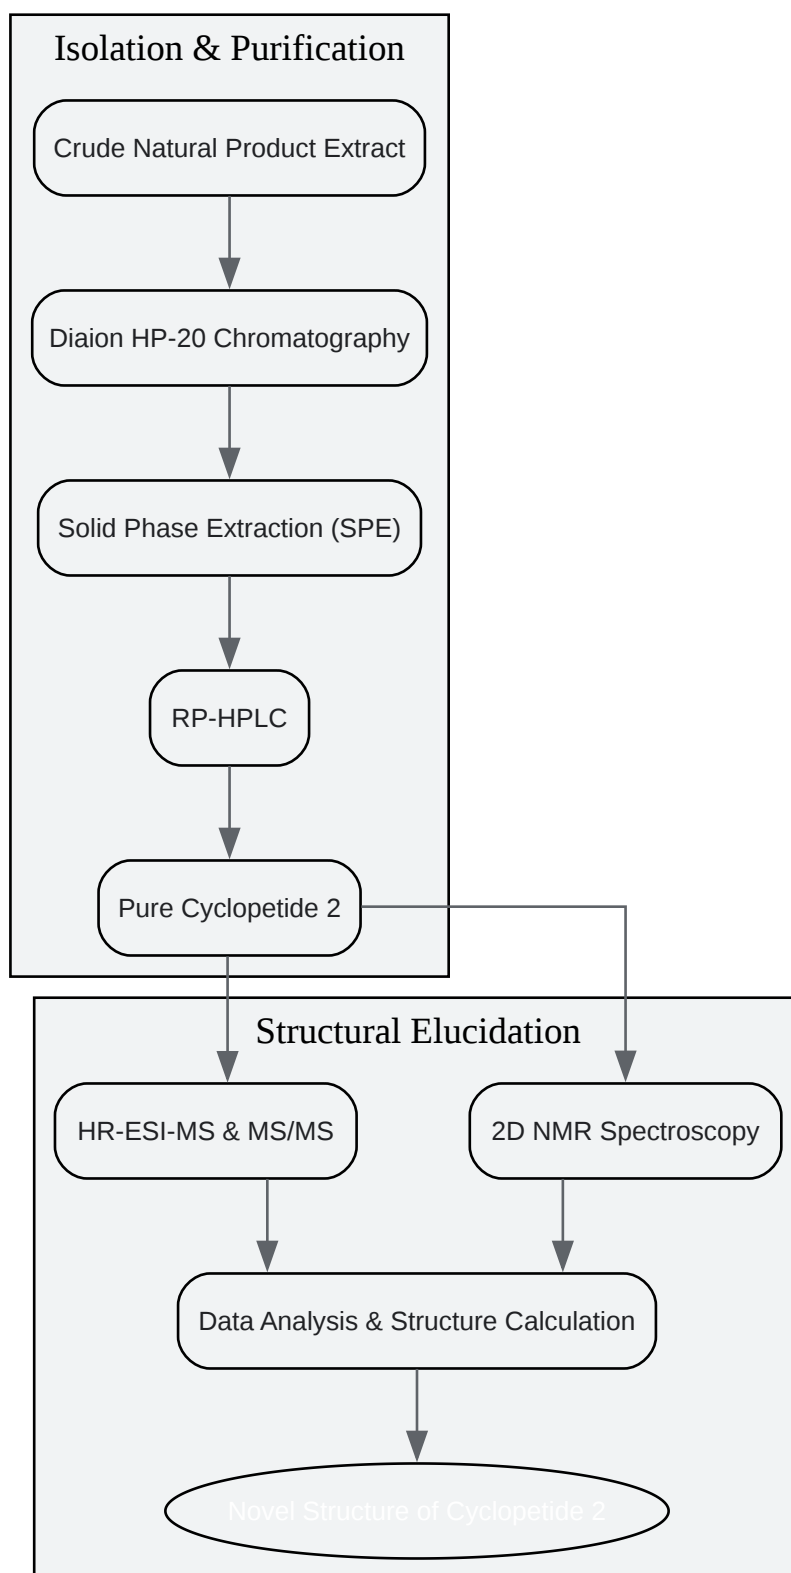 Isolation & Purification
Crude Natural Product Extract
Diaion HP-20 Chromatography
Solid Phase Extraction (SPE)
RP-HPLC
Pure Cyclopetide 2
Structural Elucidation
HR-ESI-MS & MS/MS
2D NMR Spectroscopy
Data Analysis & Structure Calculation
Novel Structure of Cyclopetide 2